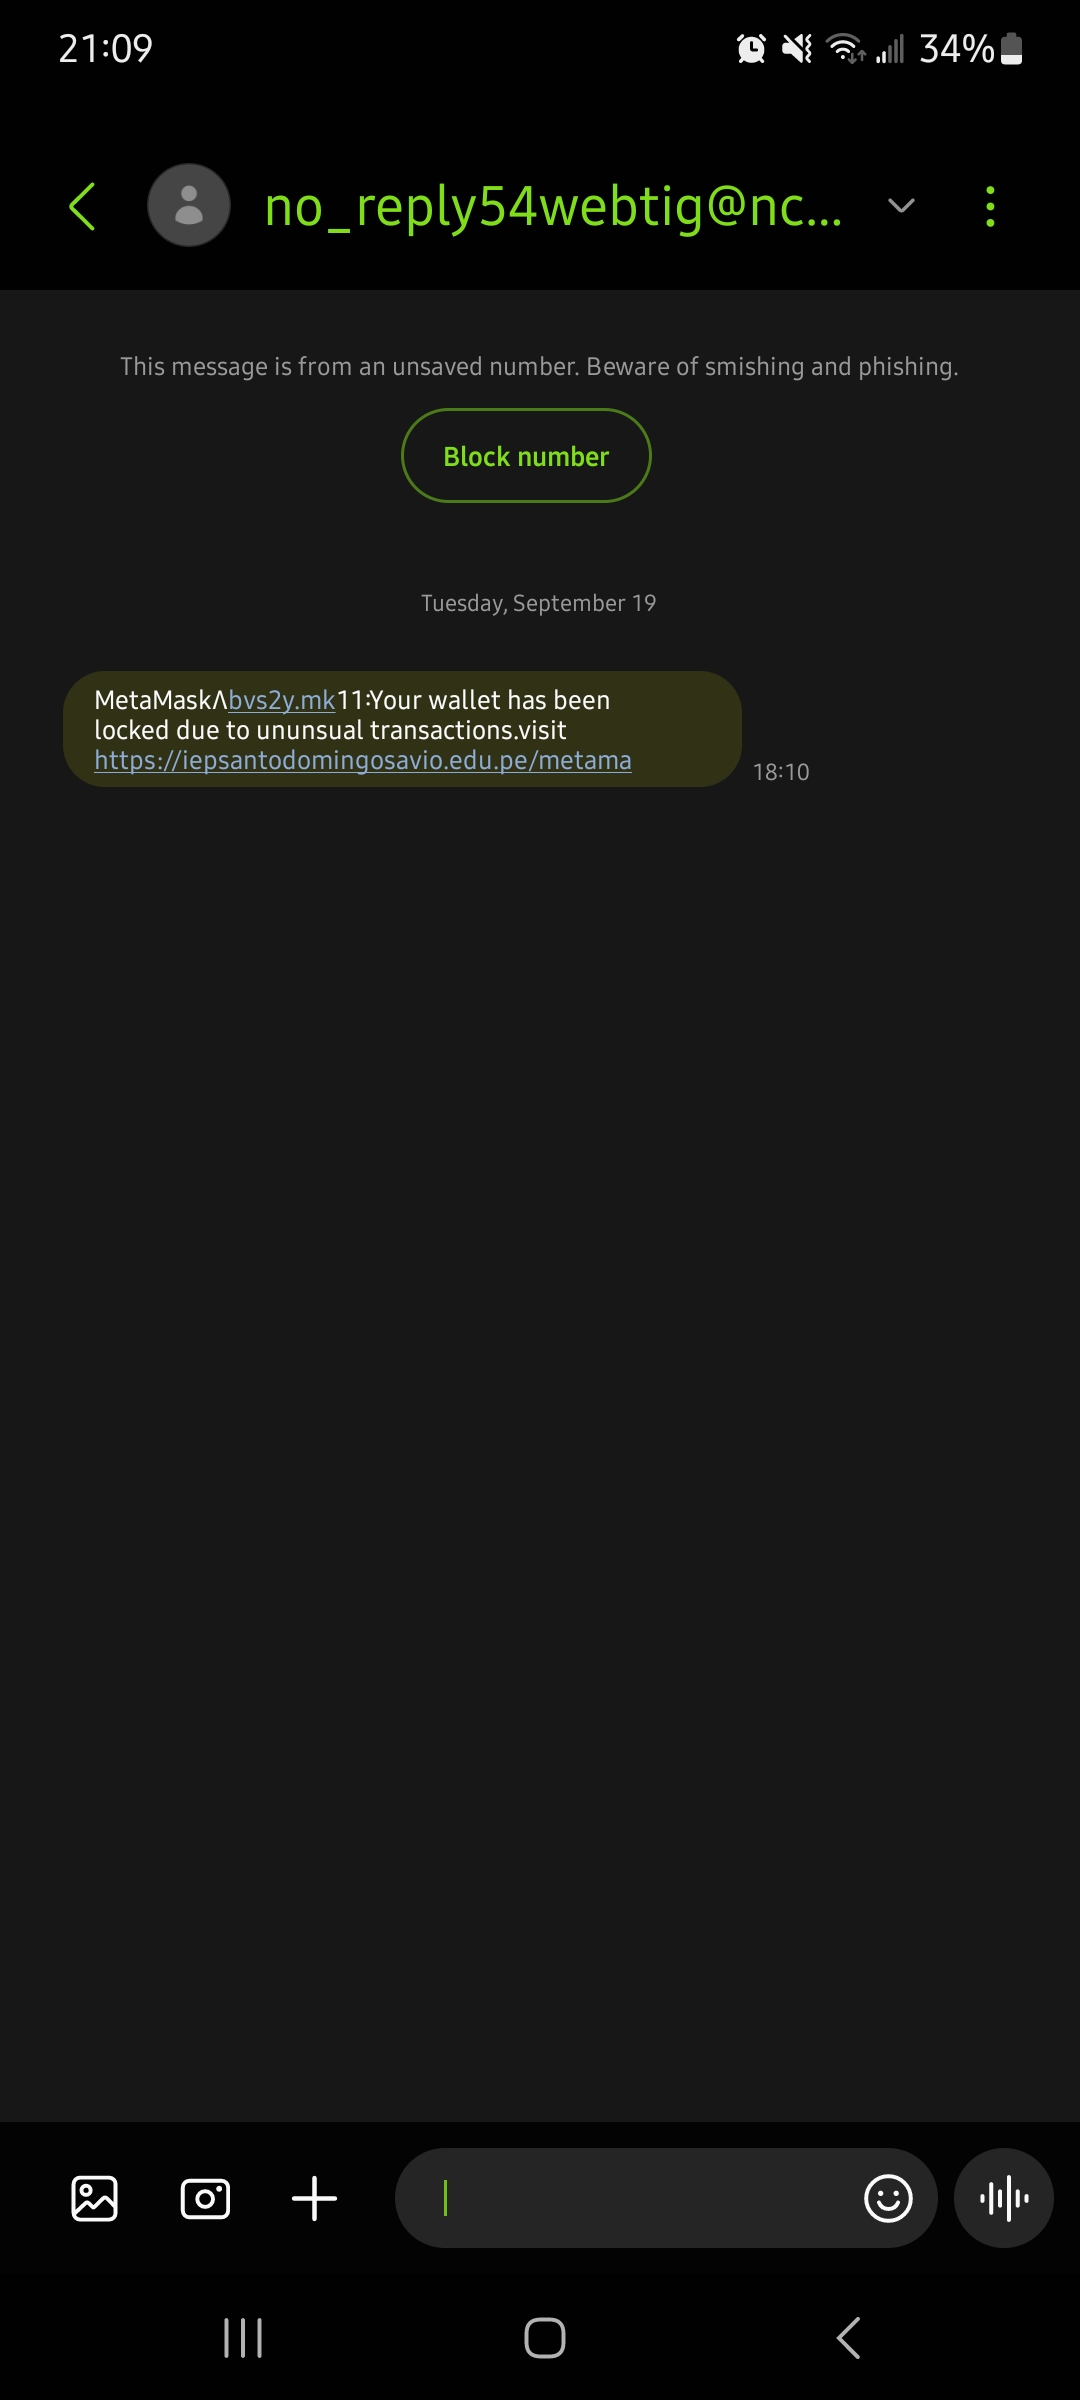 21:09
34%
no_reply54webtig@nc...
This message is from an unsaved number. Beware of smishing and phishing.
Block number
Tuesday, September 19
MetaMaskΛbvs2y.mk11:Your wallet has been
locked due to ununsual transactions.visit
https://iepsantodomingosavio.edu.pe/metama
18:10